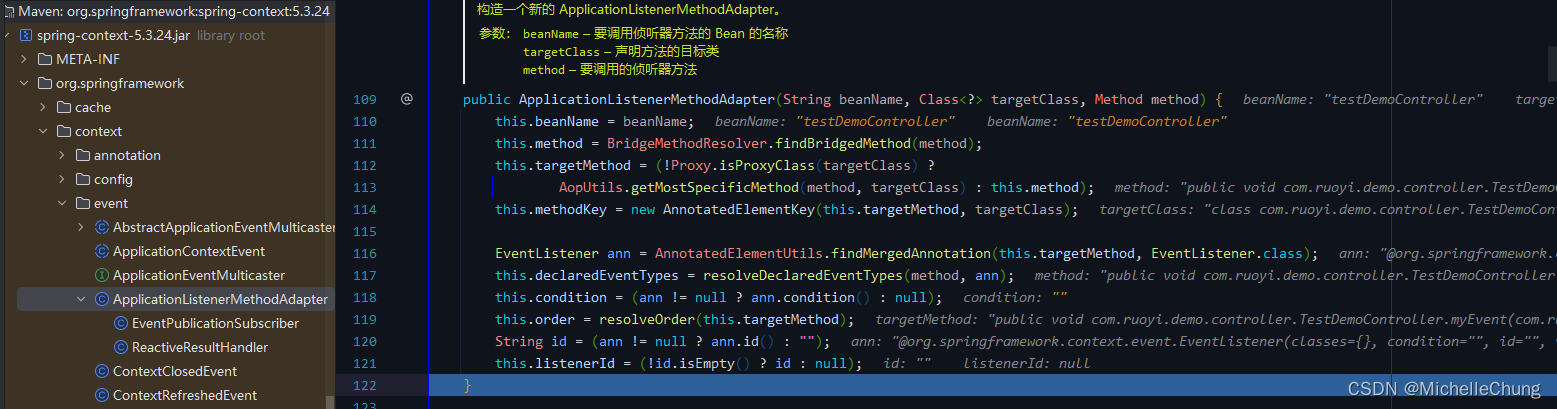 Maven: org.springframework:spring-context:5.3.24
spring-context-5.3.24.jar library root
META-INF
org.springframework
cache
context
annotation
config
event
AbstractApplicationEventMulticaster
ApplicationContextEvent
ApplicationEventMulticaster
ApplicationListenerMethodAdapter
EventPublicationSubscriber
ReactiveResultHandler
ContextClosedEvent
ContextRefreshedEvent
构造一个新的 ApplicationListenerMethodAdapter。
参数: beanName – 要调用侦听器方法的 Bean 的名称
targetClass – 声明方法的目标类
method – 要调用的侦听器方法
109 @ public ApplicationListenerMethodAdapter(String beanName, Class<?> targetClass, Method method) { beanName: "testDemoController" targe
110 this.beanName = beanName; beanName: "testDemoController" beanName: "testDemoController"
111 this.method = BridgeMethodResolver.findBridgedMethod(method);
112 this.targetMethod = (!Proxy.isProxyClass(targetClass) ?
113 AopUtils.getMostSpecificMethod(method, targetClass) : this.method); method: "public void com.ruoyi.demo.controller.TestDemoC
114 this.methodKey = new AnnotatedElementKey(this.targetMethod, targetClass); targetClass: "class com.ruoyi.demo.controller.TestDemoCont
115
116 EventListener ann = AnnotatedElementUtils.findMergedAnnotation(this.targetMethod, EventListener.class); ann: "@org.springframework.c
117 this.declaredEventTypes = resolveDeclaredEventTypes(method, ann); method: "public void com.ruoyi.demo.controller.TestDemoController
118 this.condition = (ann != null ? ann.condition() : null); condition: ""
119 this.order = resolveOrder(this.targetMethod); targetMethod: "public void com.ruoyi.demo.controller.TestDemoController.myEvent(com.ru
120 String id = (ann != null ? ann.id() : ""); ann: "@org.springframework.context.event.EventListener(classes={}, condition="", id="",
121 this.listenerId = (!id.isEmpty() ? id : null); id: "" listenerId: null
122 }
123
CSDN @MichelleChung